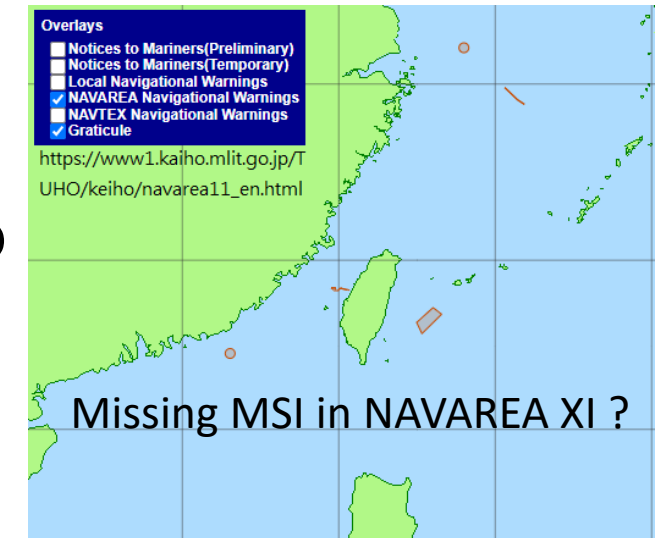 Overlays
Notices to Mariners(Preliminary)
Notices to Mariners(Temporary)
Local Navigational Warnings
NAVAREA Navigational Warnings
NAVTEX Navigational Warnings
Graticule
https://www1.kaiho.mlit.go.jp/T
UHO/keiho/navarea11_en.html
Missing MSI in NAVAREA XI ?